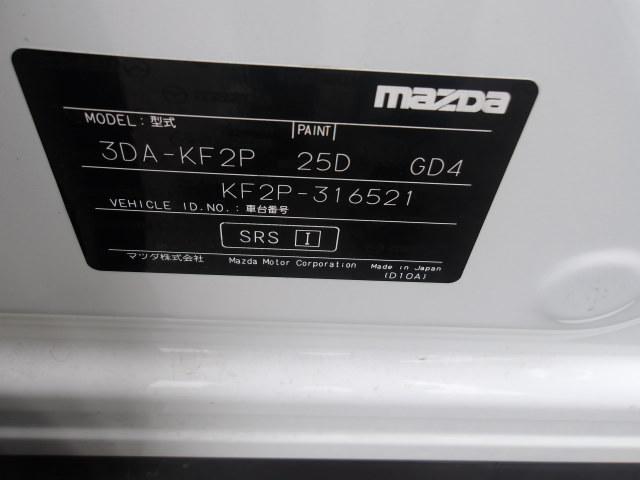 mazda
MODEL:型式 PAINT
3DA-KF2P 25D GD4
KF2P-316521
VEHICLE ID.NO.:車台番号
SRS I
マツダ株式会社 Mazda Motor Corporation Made in Japan
(D10A)